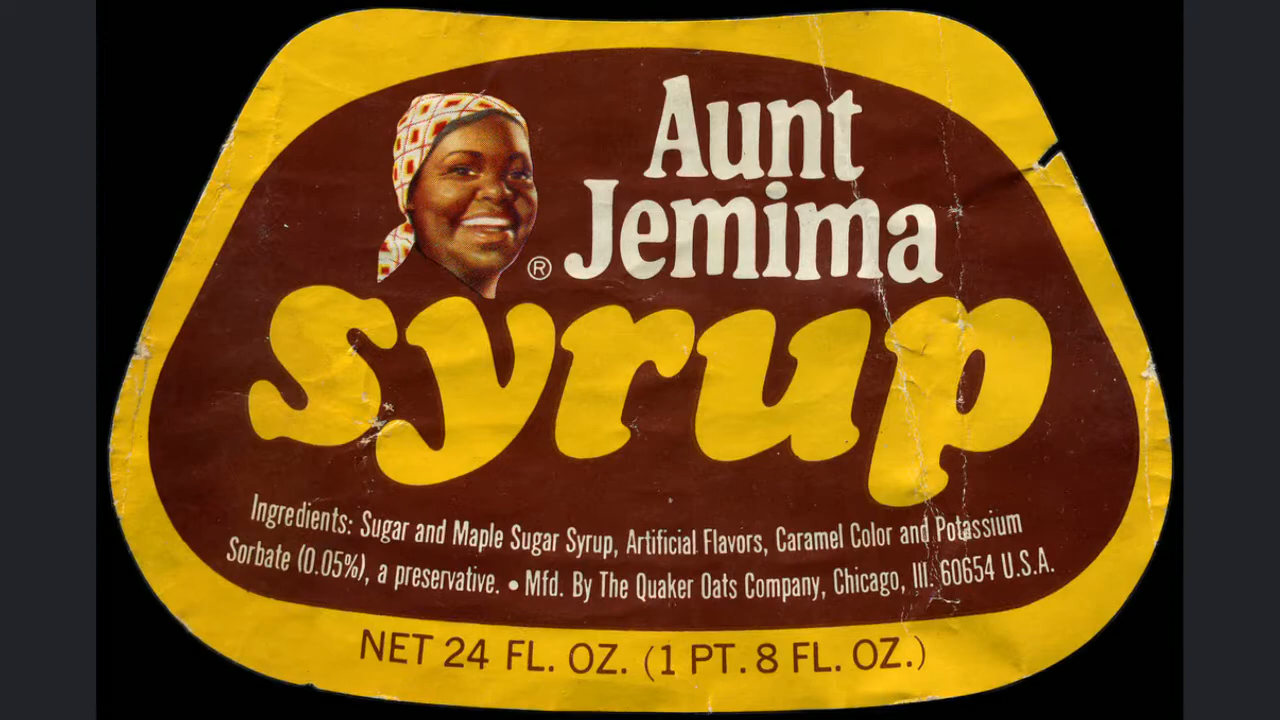 Aunt
Jemima
®
syrup
Ingredients: Sugar and Maple Sugar Syrup, Artificial Flavors, Caramel Color and Potassium
Sorbate (0.05%), a preservative. • Mfd. By The Quaker Oats Company, Chicago, Ill. 60654 U.S.A.
NET 24 FL. OZ. (1 PT. 8 FL. OZ.)